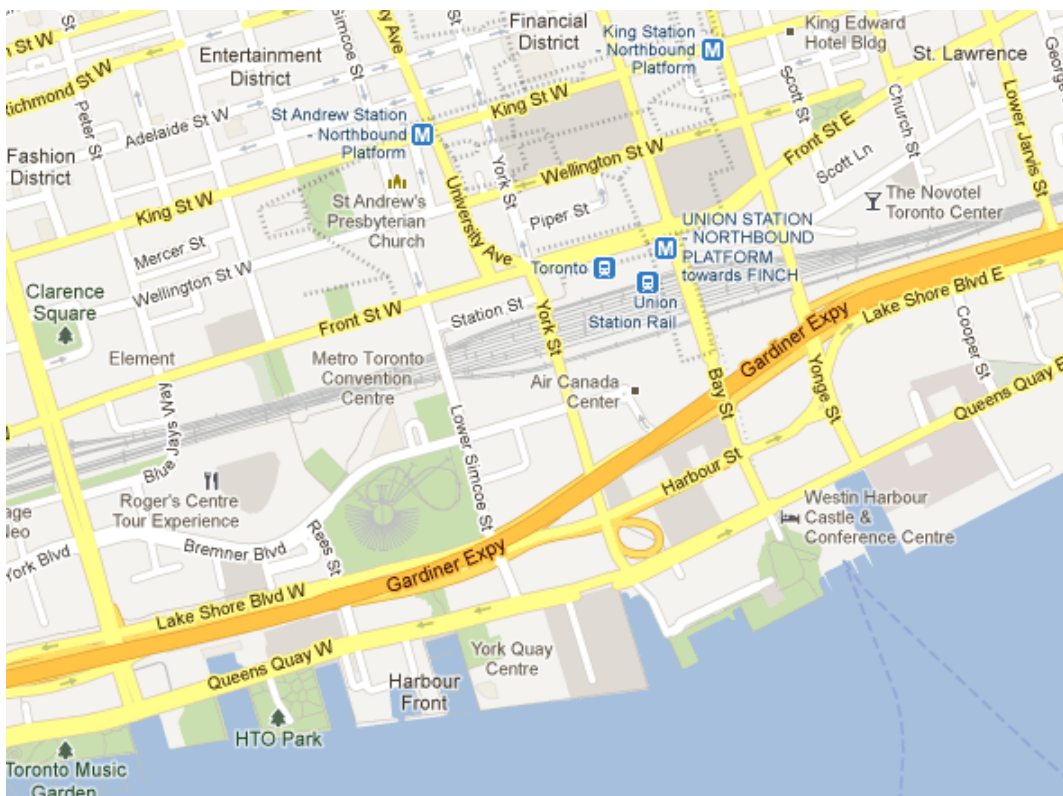 St W
Simcoe St
Ave
Financial
District
King Station
- Northbound
Platform
King Edward
Hotel Bldg
St. Lawrence
Entertainment
District
Richmond St W
Peter St
Adelaide St W
St Andrew Station
- Northbound
Platform
King St W
Scott St
Church St
Lower Jarvis St
Fashion
District
York St
Wellington St W
Front St E
Scott Ln
St Andrew's
Presbyterian
Church
University Ave
Piper St
The Novotel
Toronto Center
King St W
Mercer St
UNION STATION
- NORTHBOUND
PLATFORM
towards FINCH
Wellington St W
Toronto
Union
Station Rail
Clarence
Square
Front St W
Station St
York St
Gardiner Expy
Lake Shore Blvd E
Cooper St
Element
Metro Toronto
Convention
Centre
Air Canada
Center
Bay St
Yonge St
Queens Quay E
Blue Jays Way
Lower Simcoe St
Harbour St
Roger's Centre
Tour Experience
Westin Harbour
Castle &
Conference Centre
York Blvd
Bremner Blvd
Rees St
Gardiner Expy
Lake Shore Blvd W
Queens Quay W
York Quay
Centre
Harbour
Front
HTO Park
Toronto Music
Garden